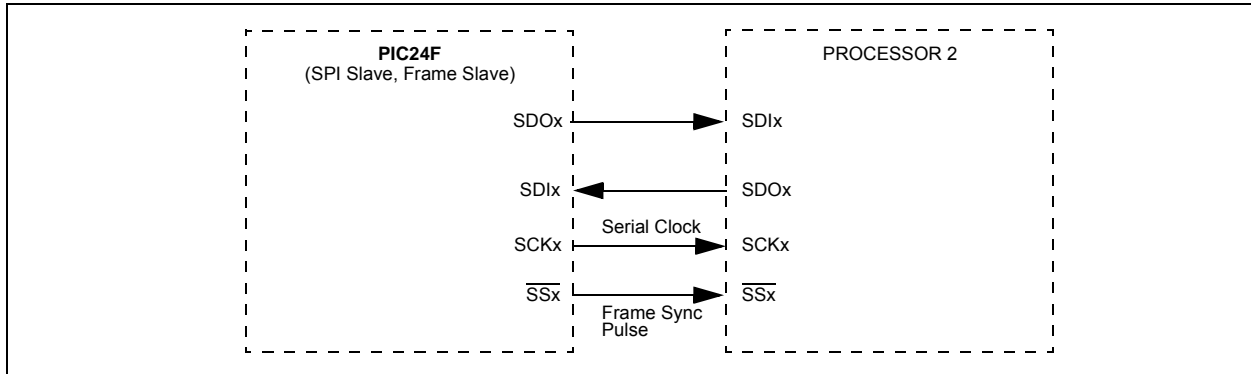 PIC24F
(SPI Slave, Frame Slave)
PROCESSOR 2
SDOx
SDIx
SDIx
SDOx
Serial Clock
SCKx
SCKx
SSx
SSx
Frame Sync
Pulse